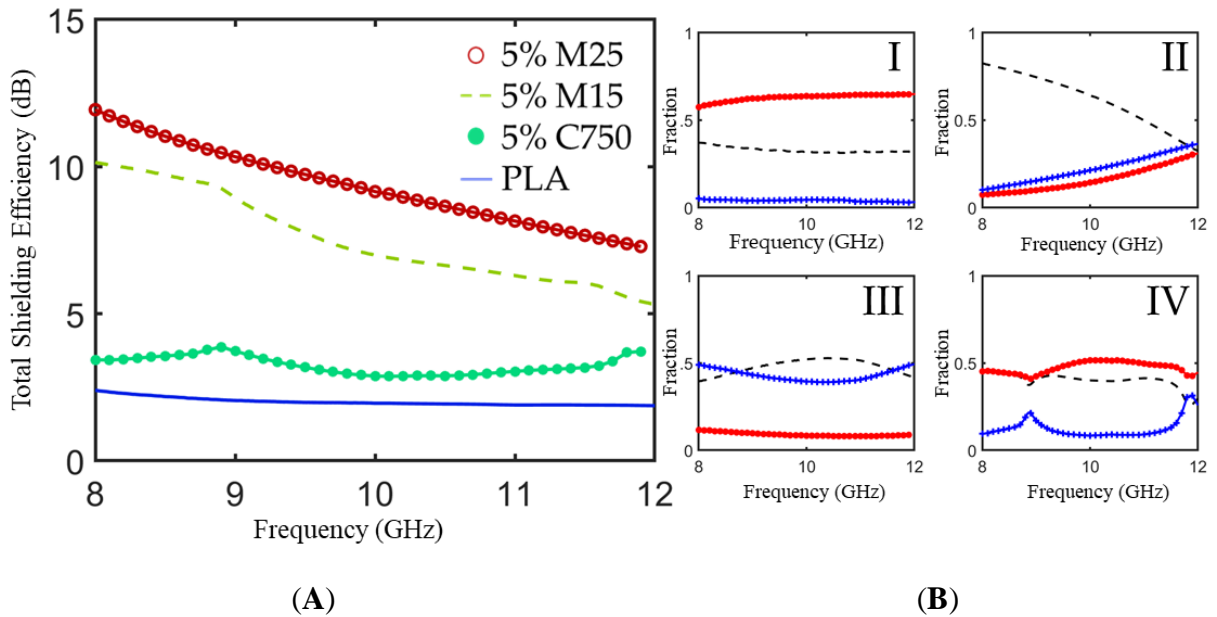 Total Shielding Efficiency (dB)
15
10
5
0
8
9
10
11
12
Frequency (GHz)
5% M25
5% M15
5% C750
PLA
(A)
Fraction
1
0.5
0
8
10
12
Frequency (GHz)
I
Fraction
1
0.5
0
8
10
12
Frequency (GHz)
II
Fraction
1
0.5
0
8
10
12
Frequency (GHz)
III
Fraction
1
0.5
0
8
10
12
Frequency (GHz)
IV
(B)